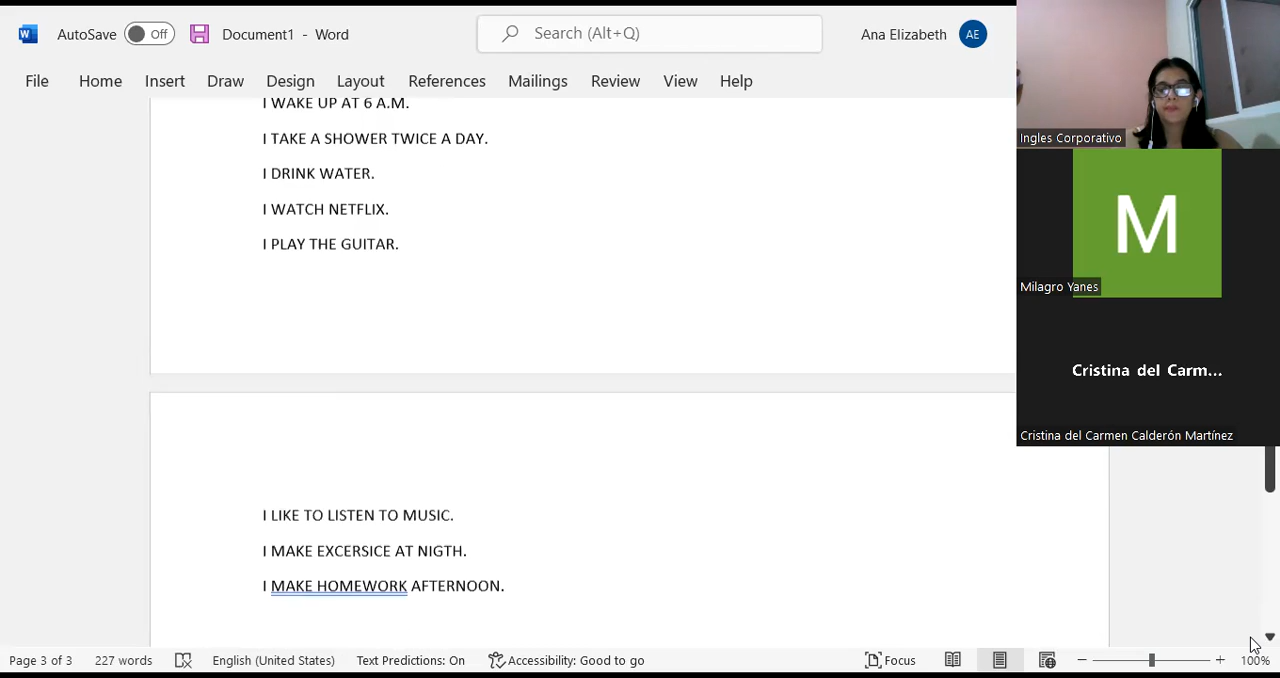 AutoSave Off Document1 - Word Search (Alt+Q) Ana Elizabeth AE
File Home Insert Draw Design Layout References Mailings Review View Help
I WAKE UP AT 6 A.M.
I TAKE A SHOWER TWICE A DAY.
I DRINK WATER.
I WATCH NETFLIX.
I PLAY THE GUITAR.
I LIKE TO LISTEN TO MUSIC.
I MAKE EXCERSICE AT NIGTH.
I MAKE HOMEWORK AFTERNOON.
Ingles Corporativo
M
Milagro Yanes
Cristina del Carm...
Cristina del Carmen Calderón Martínez
Page 3 of 3 227 words English (United States) Text Predictions: On Accessibility: Good to go Focus 100%